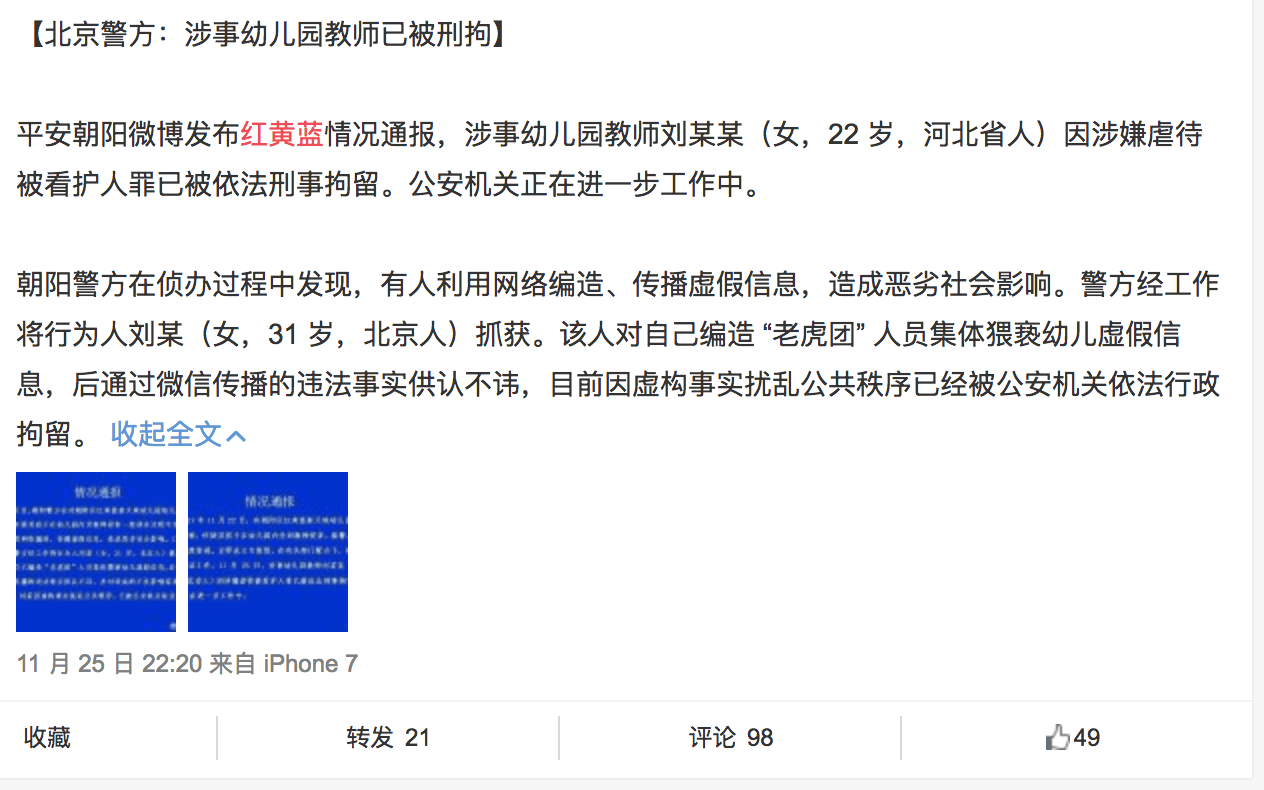 【北京警方：涉事幼儿园教师已被刑拘】
平安朝阳微博发布红黄蓝情况通报，涉事幼儿园教师刘某某（女，22 岁，河北省人）因涉嫌虐待
被看护人罪已被依法刑事拘留。公安机关正在进一步工作中。
朝阳警方在侦办过程中发现，有人利用网络编造、传播虚假信息，造成恶劣社会影响。警方经工作
将行为人刘某（女，31 岁，北京人）抓获。该人对自己编造 “老虎团” 人员集体猥亵幼儿虚假信
息，后通过微信传播的违法事实供认不讳，目前因虚构事实扰乱公共秩序已经被公安机关依法行政
拘留。 收起全文
情况通报
情况通报
11 月 25 日 22:20 来自 iPhone 7
收藏
转发 21
评论 98
49